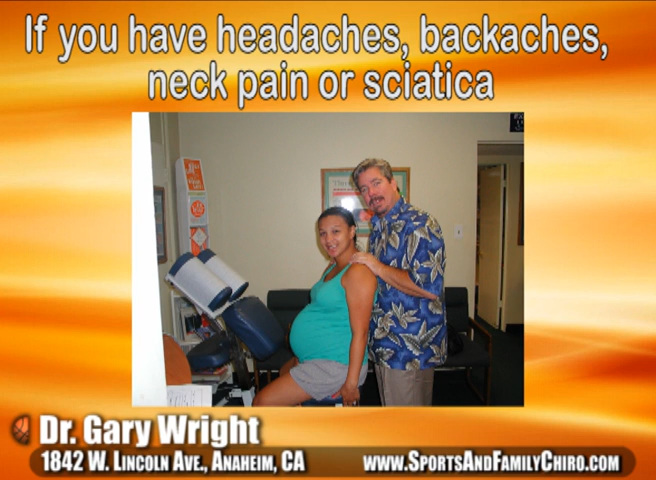 If you have headaches, backaches,
neck pain or sciatica
Dr. Gary Wright
1842 W. LINCOLN AVE., ANAHEIM, CA
WWW.SPORTSANDFAMILYCHIRO.COM